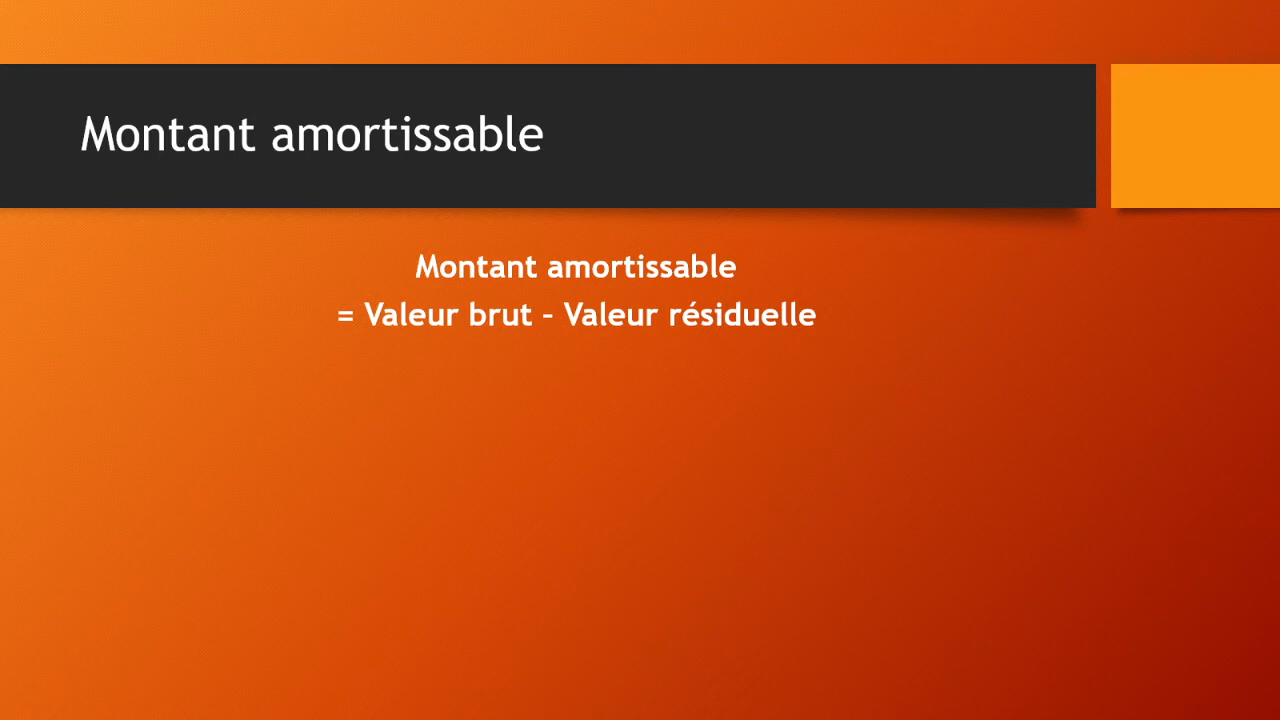 Montant amortissable
Montant amortissable
= Valeur brut – Valeur résiduelle